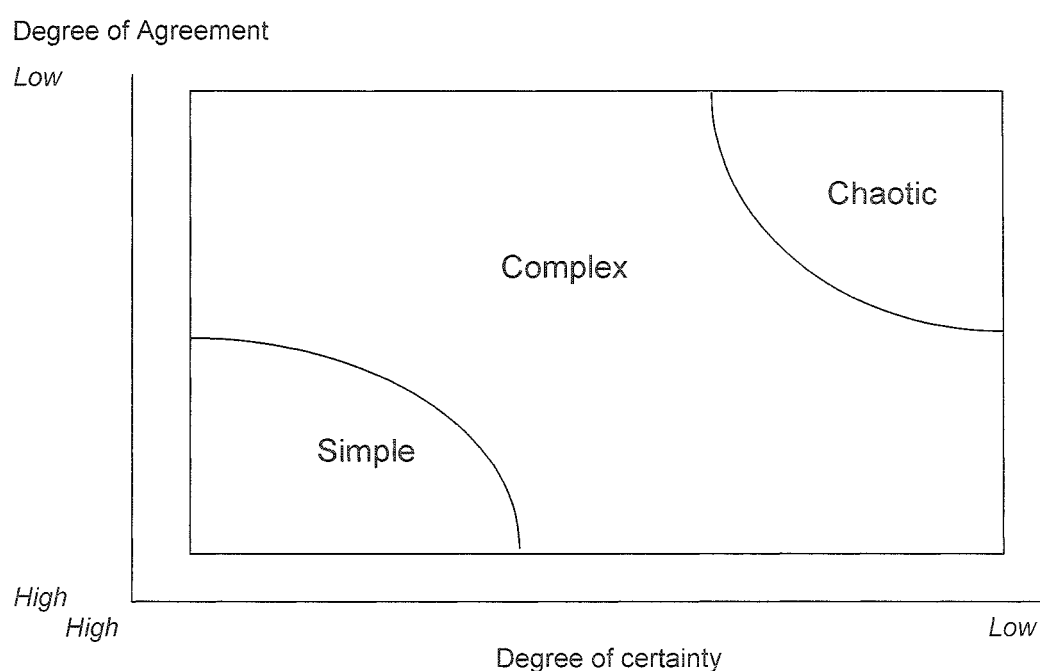 Degree of Agreement
Low
Chaotic
Complex
Simple
High
High
Low
Degree of certainty